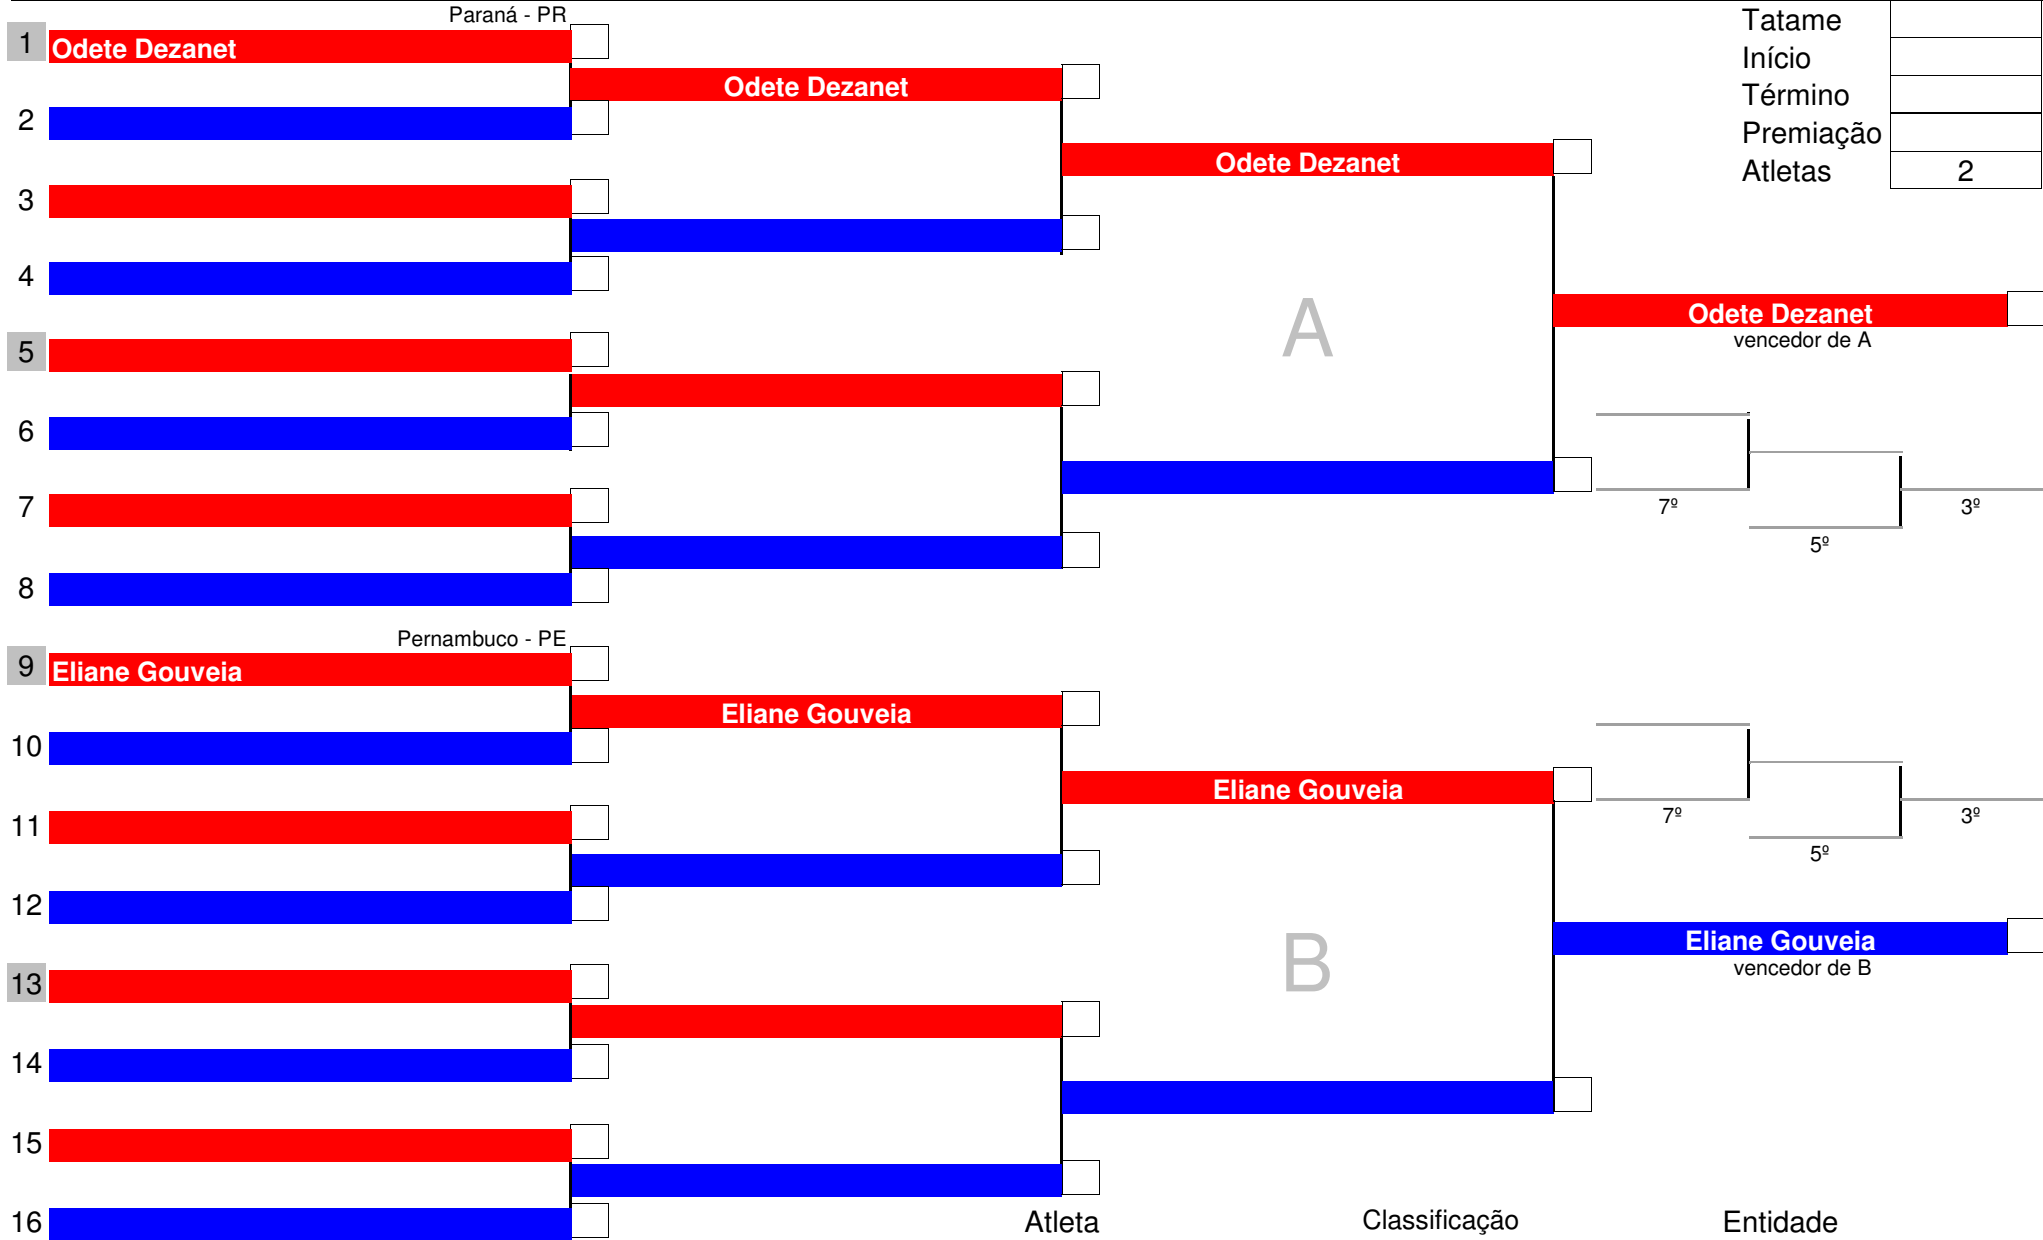 Paraná - PR
Tatame
1
Odete Dezanet
Início
Odete Dezanet
Término
2
Premiação
Odete Dezanet
Atletas 2
3
4
A
Odete Dezanet
vencedor de A
5
6
7
7º
3º
5º
8
Pernambuco - PE
9
Eliane Gouveia
Eliane Gouveia
10
Eliane Gouveia
11
7º
3º
5º
12
B
Eliane Gouveia
vencedor de B
13
14
15
16
Atleta Classificação Entidade